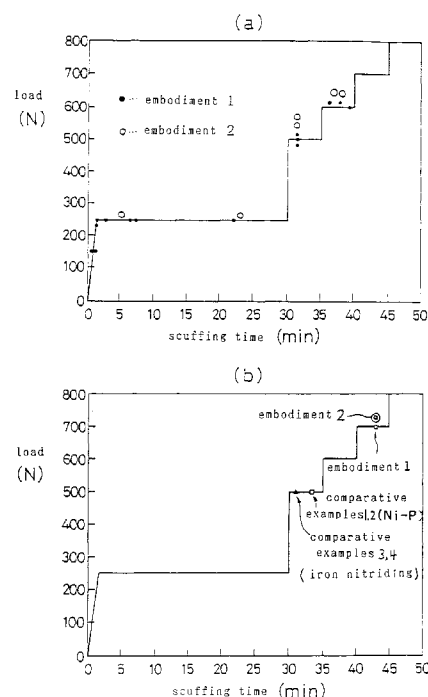 (a)
800
700
load
(N)
600
500
400
300
200
100
0
● … embodiment 1
○ … embodiment 2
0 5 10 15 20 25 30 35 40 45 50
scuffing time (min)
(b)
800
700
load
(N)
600
500
400
300
200
100
0
embodiment 2
embodiment 1
comparative
examples 1,2(Ni-P)
comparative
examples 3,4
(iron nitriding)
0 5 10 15 20 25 30 35 40 45 50
scuffing time (min)